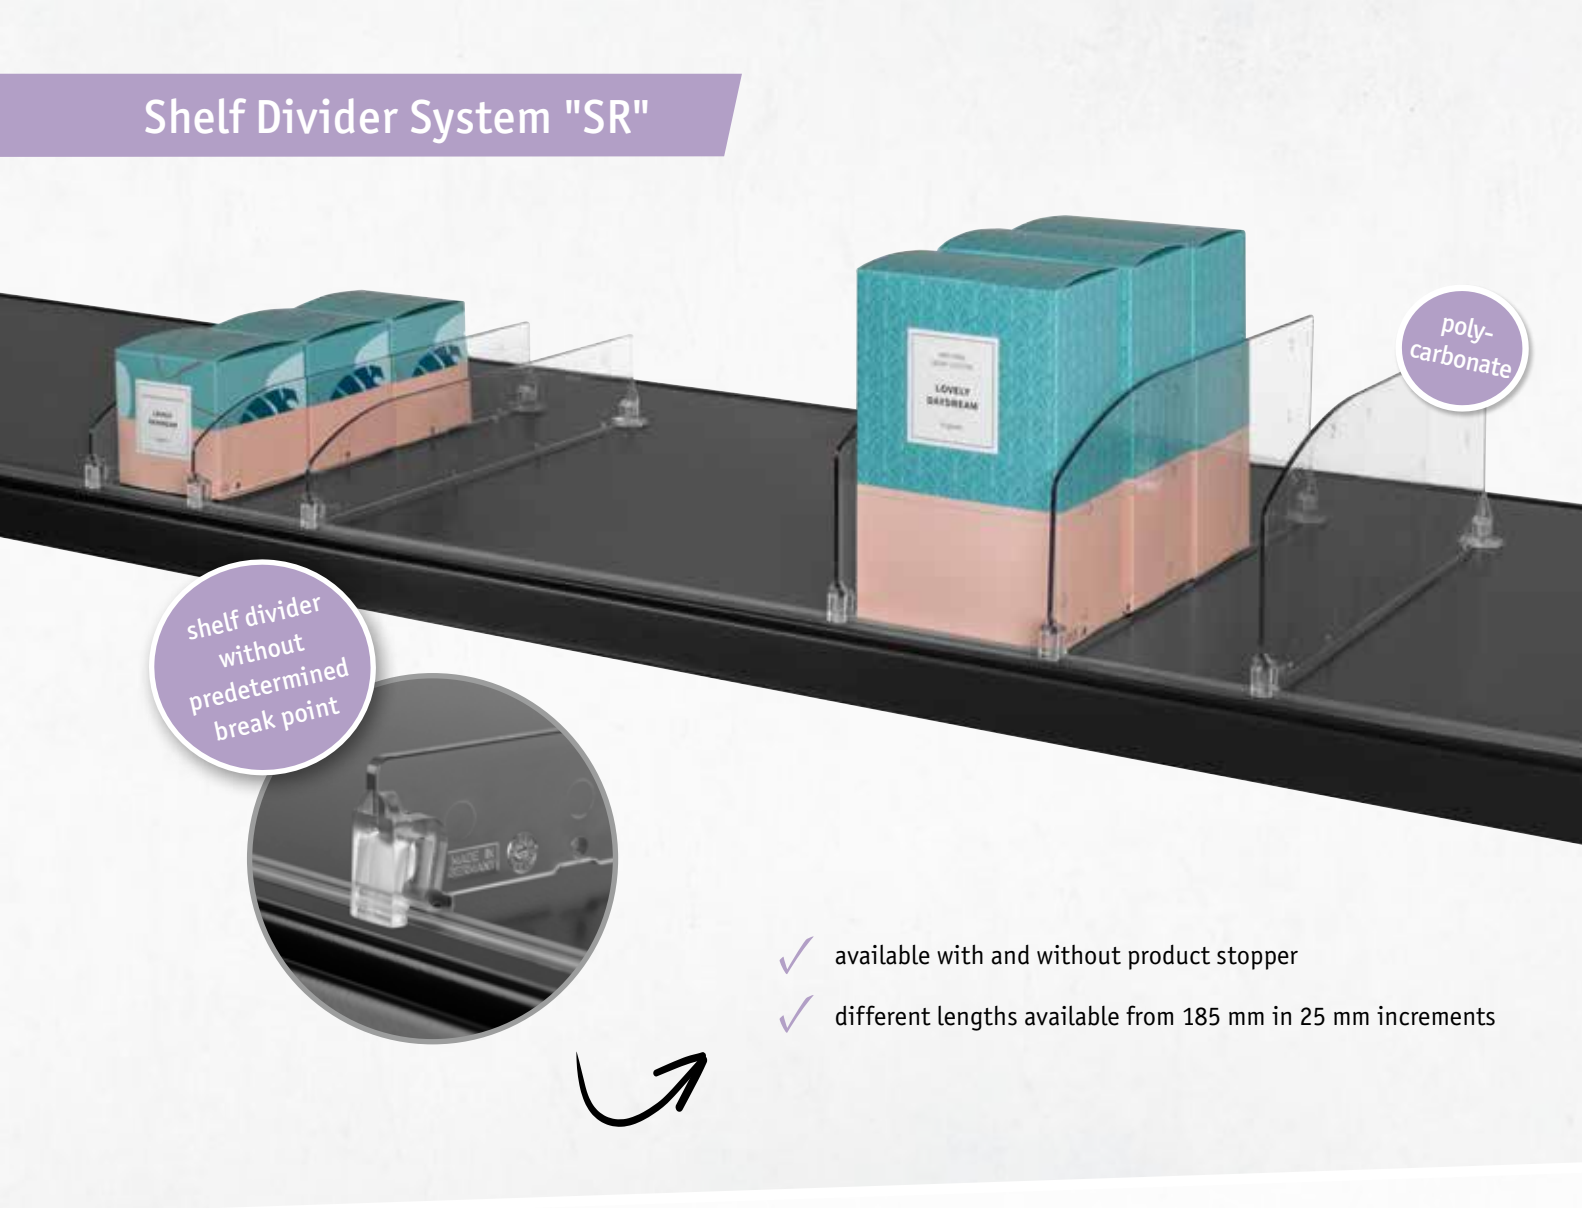 Shelf Divider System "SR"
poly-
carbonate
LOVELY
DAYDREAM
shelf divider
without
predetermined
break point
MADE IN
GERMANY
available with and without product stopper
different lengths available from 185 mm in 25 mm increments